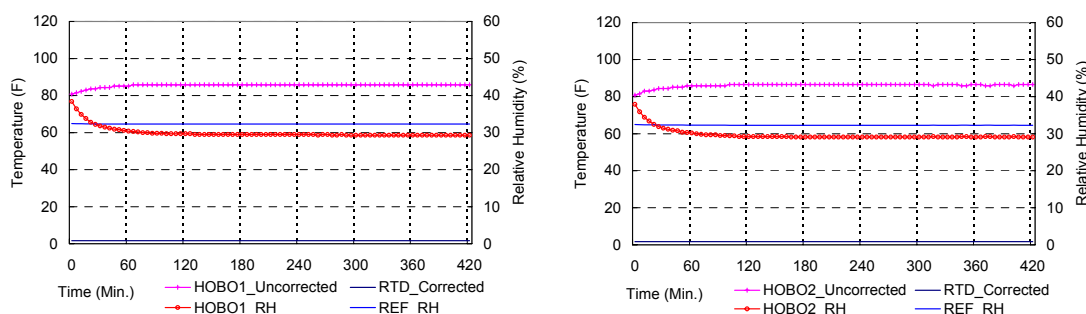 120
100
80
60
40
20
0
Temperature (F)
60
50
40
30
20
10
0
Relative Humidity (%)
0 60 120 180 240 300 360 420
Time (Min.)
HOBO1_Uncorrected RTD_Corrected
HOBO1_RH REF_RH
120
100
80
60
40
20
0
Temperature (F)
60
50
40
30
20
10
0
Relative Humidity (%)
0 60 120 180 240 300 360 420
Time (Min.)
HOBO2_Uncorrected RTD_Corrected
HOBO2_RH REF_RH